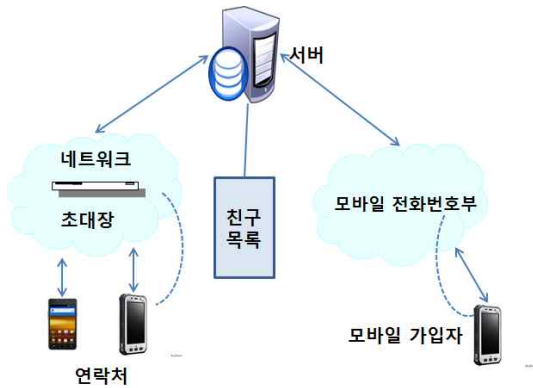 서버
네트워크
초대장
친구
목록
모바일 전화번호부
모바일 가입자
연락처